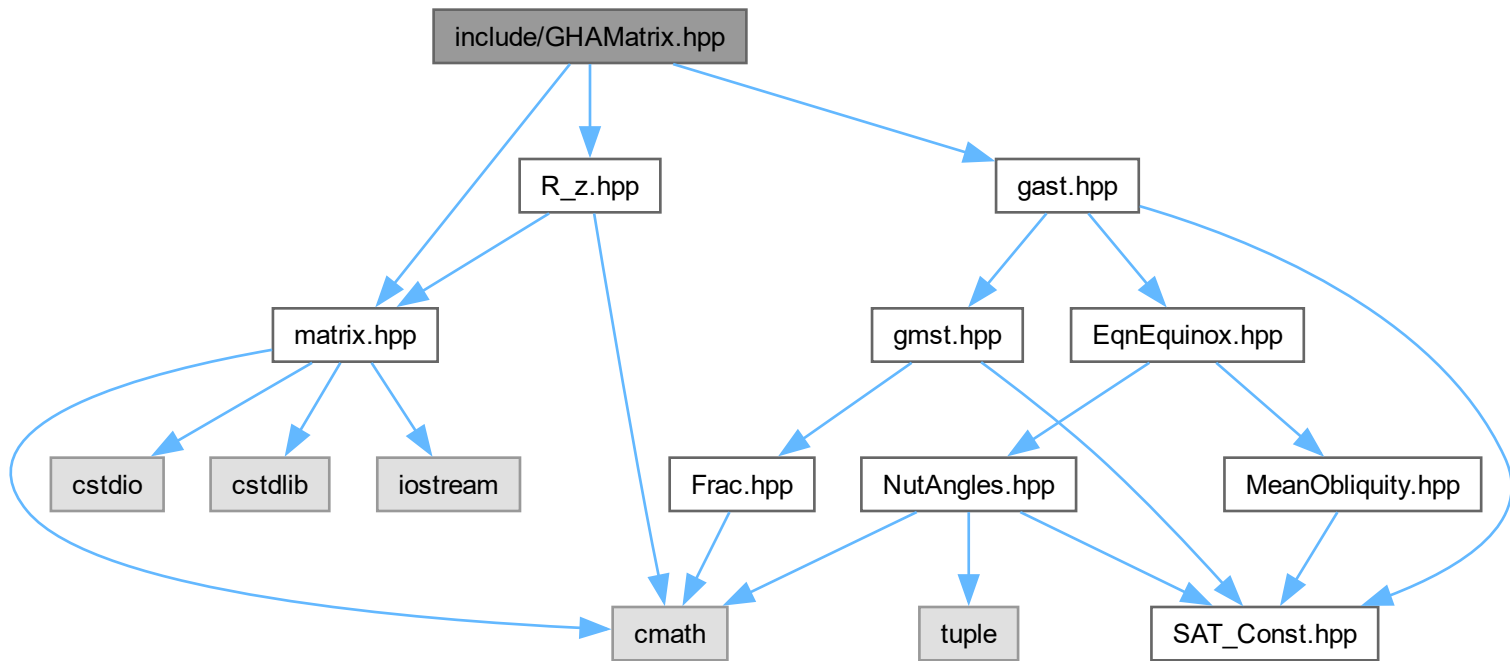 include/GHAMatrix.hpp
R_z.hpp
gast.hpp
matrix.hpp
gmst.hpp
EqnEquinox.hpp
cstdio
cstdlib
iostream
Frac.hpp
NutAngles.hpp
MeanObliquity.hpp
cmath
tuple
SAT_Const.hpp